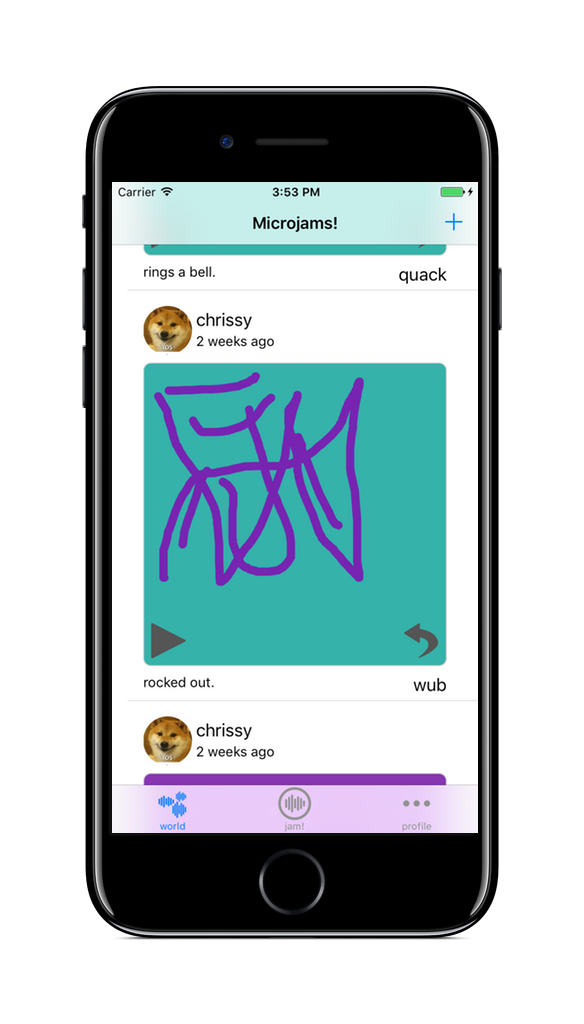 Carrier 3:53 PM
Microjams!
rings a bell. quack
chrissy
2 weeks ago
rocked out. wub
chrissy
2 weeks ago
world jam! profile